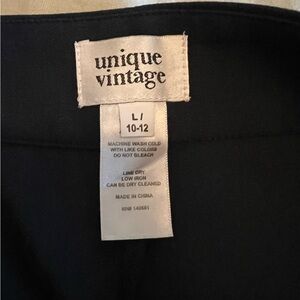 unique
vintage
L/
10-12
MACHINE WASH COLD
WITH LIKE COLORS
DO NOT BLEACH
LINE DRY
LOW IRON
CAN BE DRY CLEANED
MADE IN CHINA